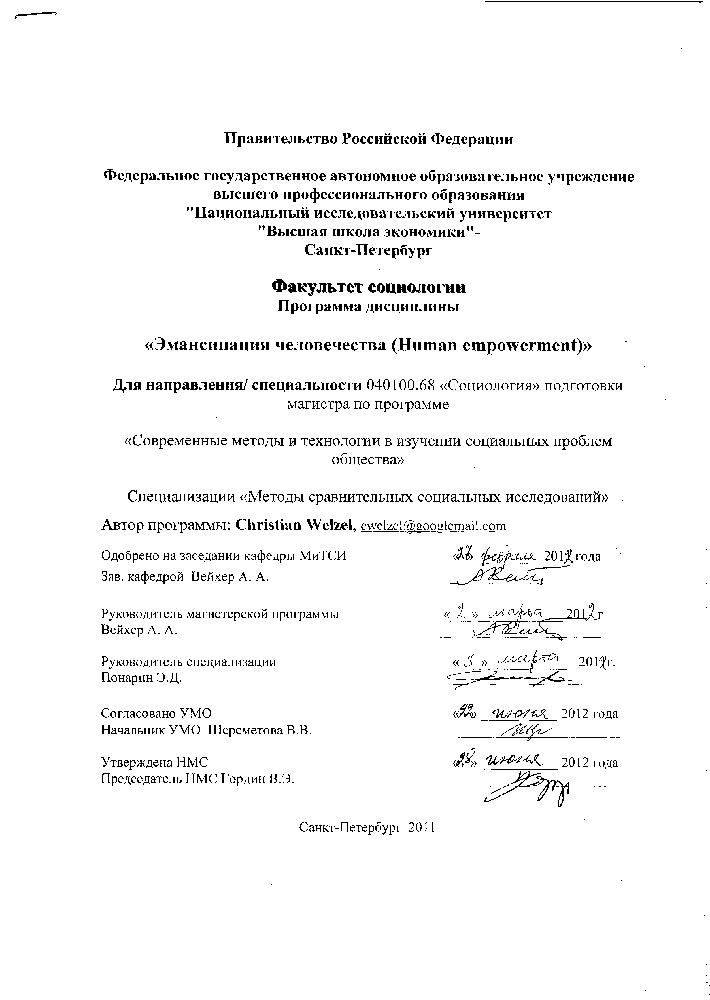 Правительство Российской Федерации
Федеральное государственное автономное образовательное учреждение
высшего профессионального образования
"Национальный исследовательский университет
"Высшая школа экономики"-
Санкт-Петербург
Факультет социологии
Программа дисциплины
«Эмансипация человечества (Human empowerment)»
Для направления/ специальности 040100.68 «Социология» подготовки
магистра по программе
«Современные методы и технологии в изучении социальных проблем
общества»
Специализации «Методы сравнительных социальных исследований»
Автор программы: Christian Welzel, cwelzel@googlemail.com
Одобрено на заседании кафедры МиТСИ «27» февраля 2012 года
Зав. кафедрой Вейхер А. А.
Руководитель магистерской программы «2» марта 2012г
Вейхер А. А.
Руководитель специализации «5» марта 2012г.
Понарин Э.Д.
Согласовано УМО «22» июня 2012 года
Начальник УМО Шереметова В.В.
Утверждена НМС «28» июня 2012 года
Председатель НМС Гордин В.Э.
Санкт-Петербург 2011